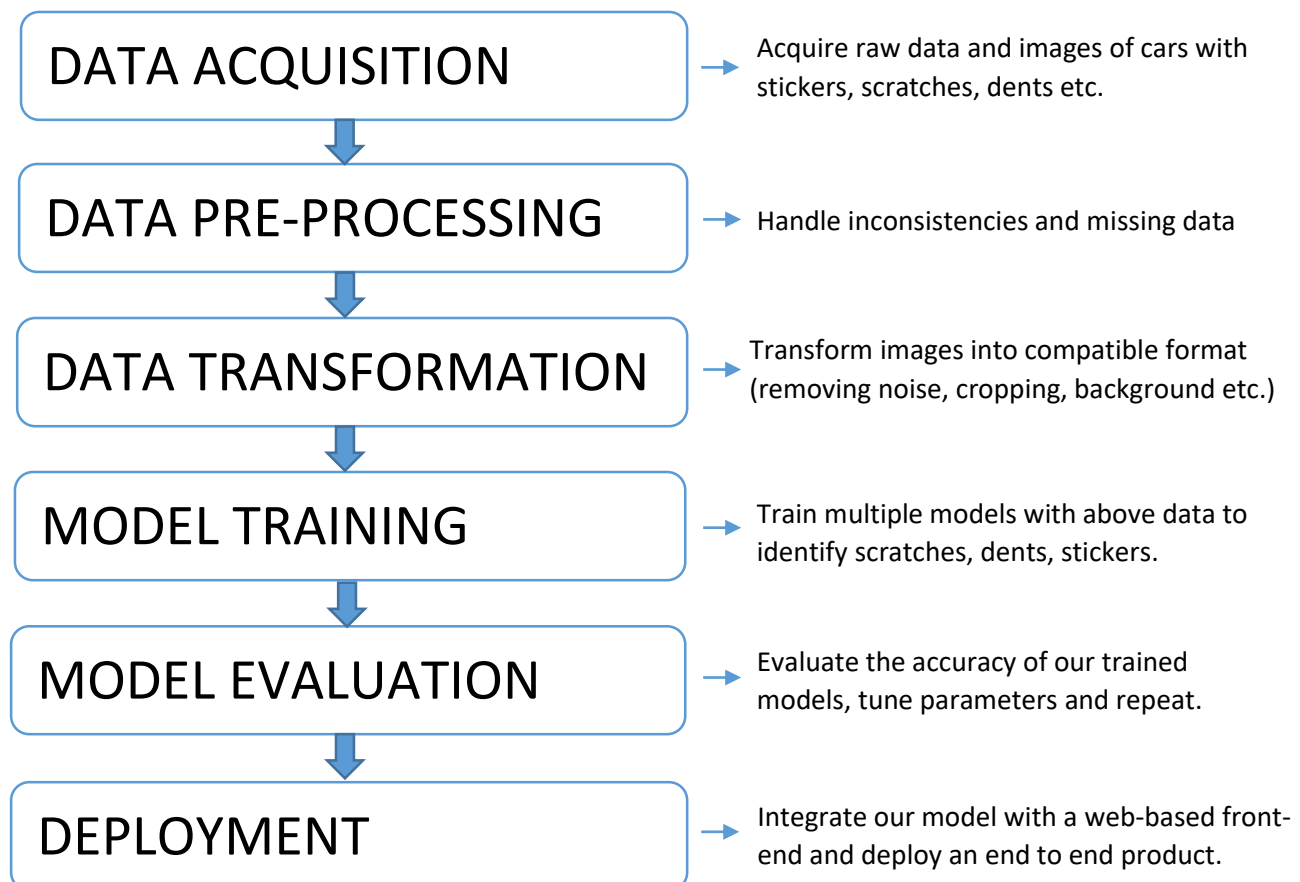 DATA ACQUISITION
Acquire raw data and images of cars with
stickers, scratches, dents etc.
DATA PRE-PROCESSING
Handle inconsistencies and missing data
DATA TRANSFORMATION
Transform images into compatible format
(removing noise, cropping, background etc.)
MODEL TRAINING
Train multiple models with above data to
identify scratches, dents, stickers.
MODEL EVALUATION
Evaluate the accuracy of our trained
models, tune parameters and repeat.
DEPLOYMENT
Integrate our model with a web-based front-
end and deploy an end to end product.